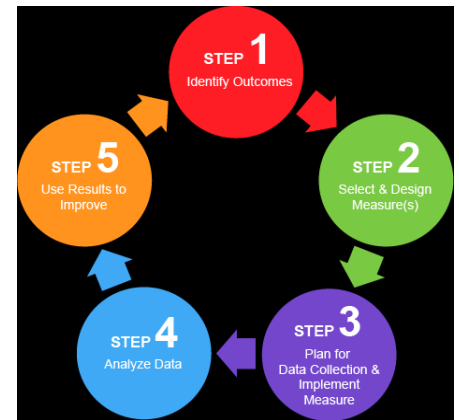 STEP 1
Identify Outcomes
STEP 2
Select & Design
Measure(s)
STEP 3
Plan for
Data Collection &
Implement
Measure
STEP 4
Analyze Data
STEP 5
Use Results to
Improve